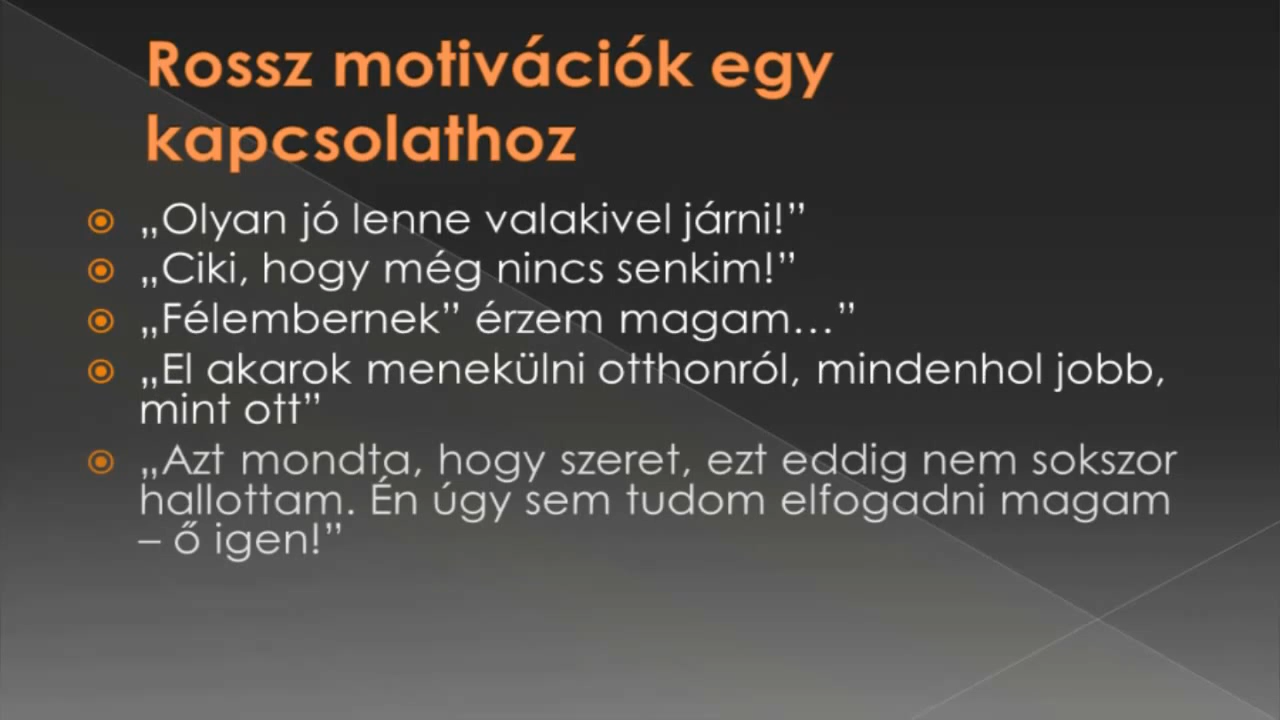 Rossz motivációk egy
kapcsolathoz
„Olyan jó lenne valakivel járni!”
„Ciki, hogy még nincs senkim!”
„Félembernek” érzem magam…”
„El akarok menekülni otthonról, mindenhol jobb,
mint ott”
„Azt mondta, hogy szeret, ezt eddig nem sokszor
hallottam. Én úgy sem tudom elfogadni magam
– ő igen!”